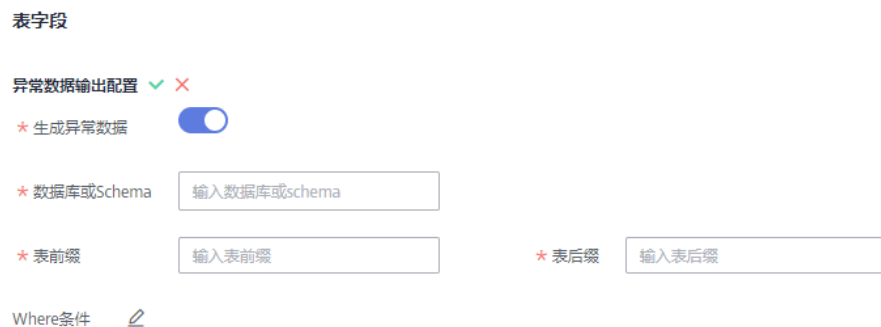 表字段
异常数据输出配置
* 生成异常数据
* 数据库或Schema 输入数据库或schema
* 表前缀 输入表前缀 * 表后缀 输入表后缀
Where条件